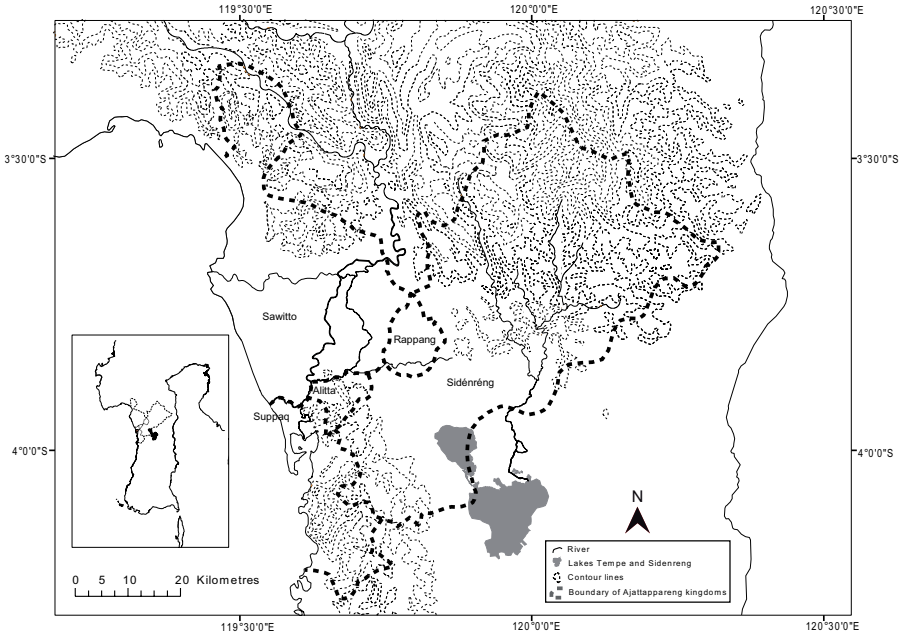 119°30'0"E 120°0'0"E 120°30'0"E
3°30'0"S 3°30'0"S
Sawitto
Rappang
Sidénréng
Alitta
Suppaq
4°0'0"S 4°0'0"S
N
River
Lakes Tempe and Sidenreng
Contour lines
Boundary of Ajattappareng kingdoms
0 5 10 20 Kilometres
119°30'0"E 120°0'0"E 120°30'0"E